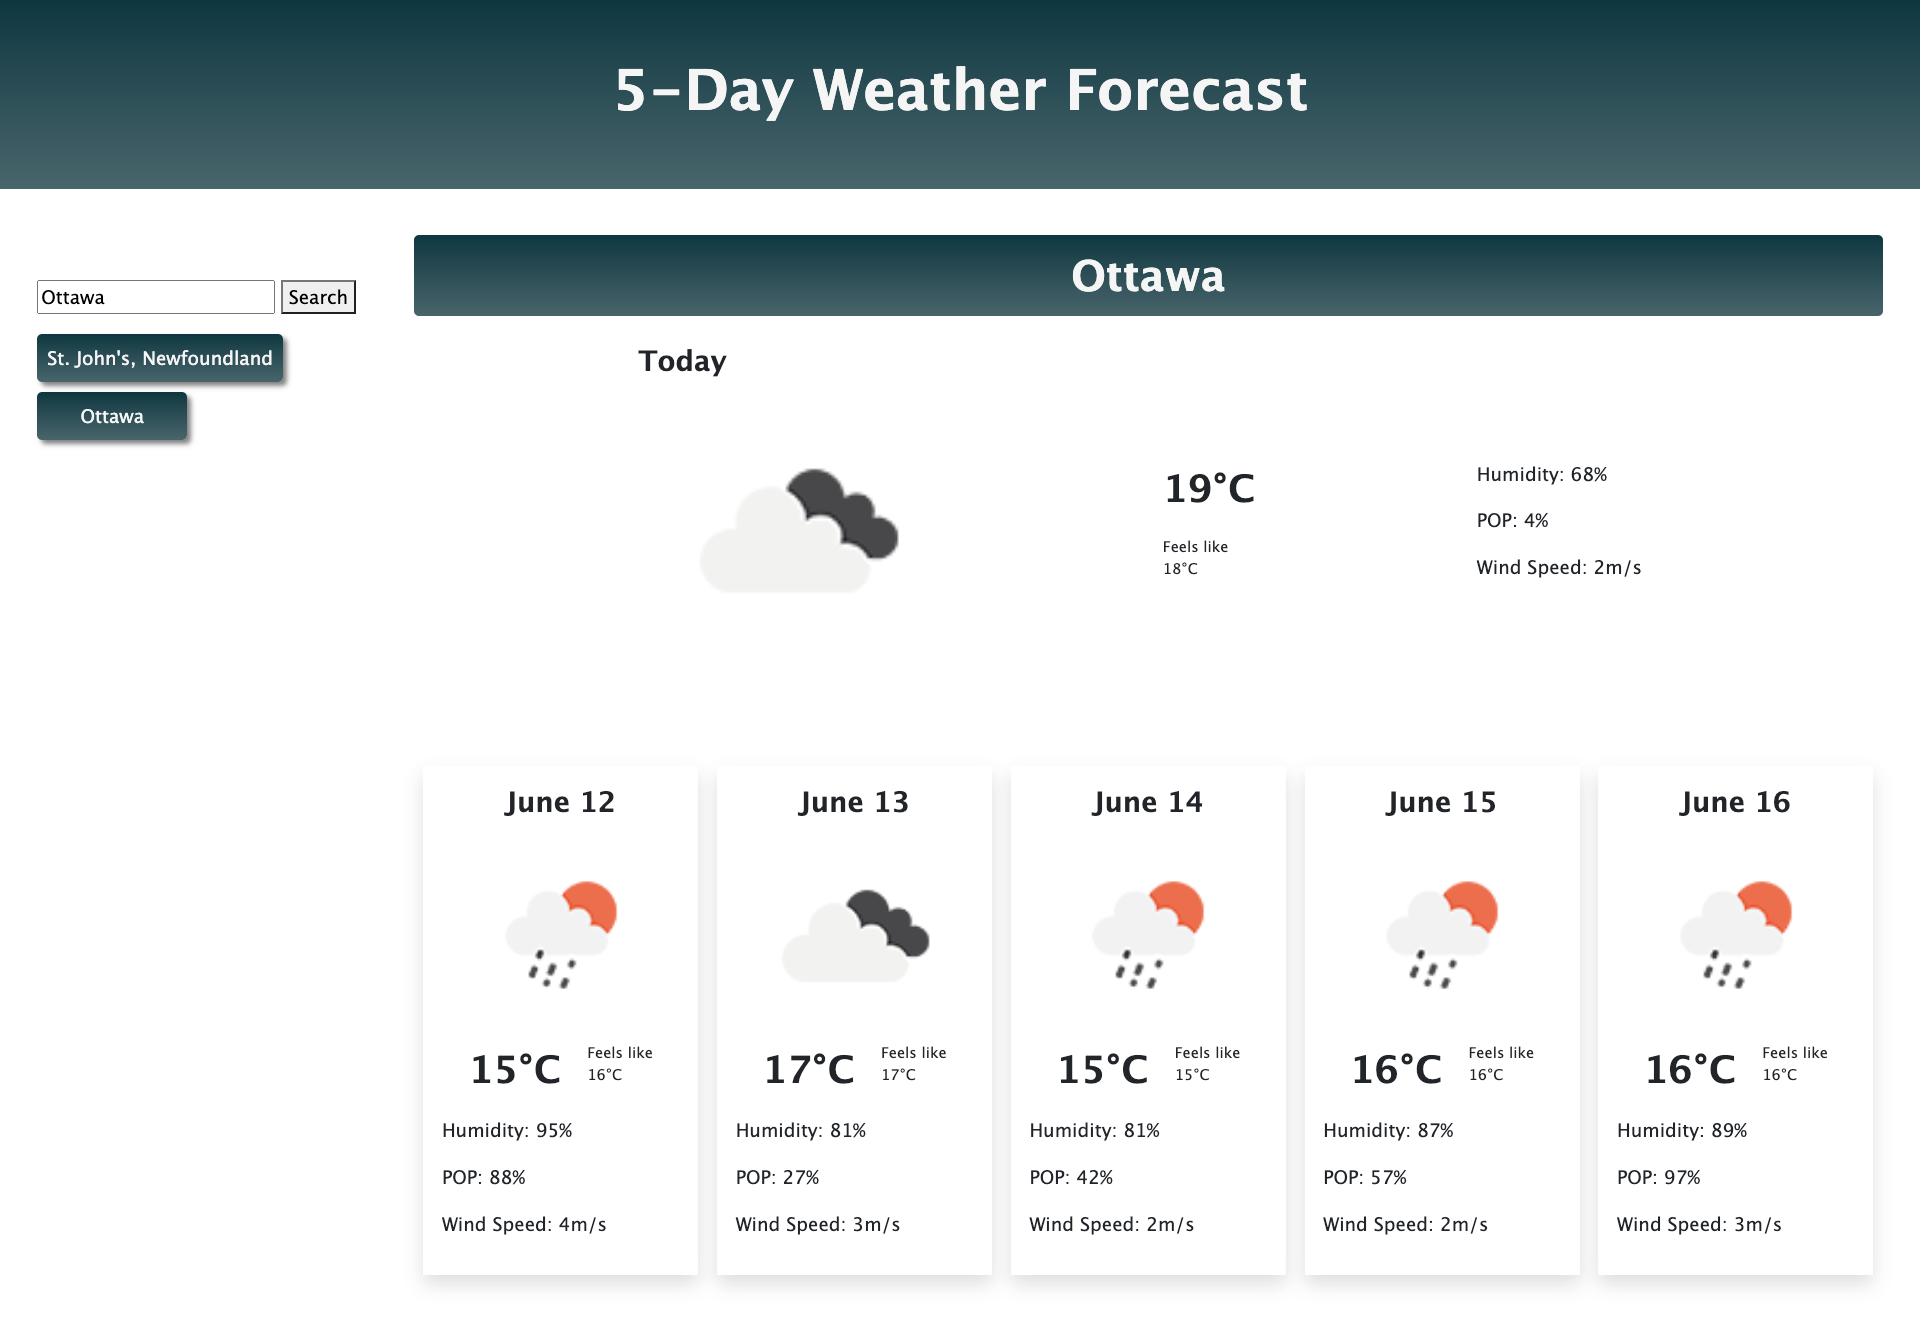 5-Day Weather Forecast
Ottawa
Search
St. John's, Newfoundland
Ottawa
Ottawa
Today
19°C
Feels like
18°C
Humidity: 68%
POP: 4%
Wind Speed: 2m/s
June 12
15°C
Feels like
16°C
Humidity: 95%
POP: 88%
Wind Speed: 4m/s
June 13
17°C
Feels like
17°C
Humidity: 81%
POP: 27%
Wind Speed: 3m/s
June 14
15°C
Feels like
15°C
Humidity: 81%
POP: 42%
Wind Speed: 2m/s
June 15
16°C
Feels like
16°C
Humidity: 87%
POP: 57%
Wind Speed: 2m/s
June 16
16°C
Feels like
16°C
Humidity: 89%
POP: 97%
Wind Speed: 3m/s